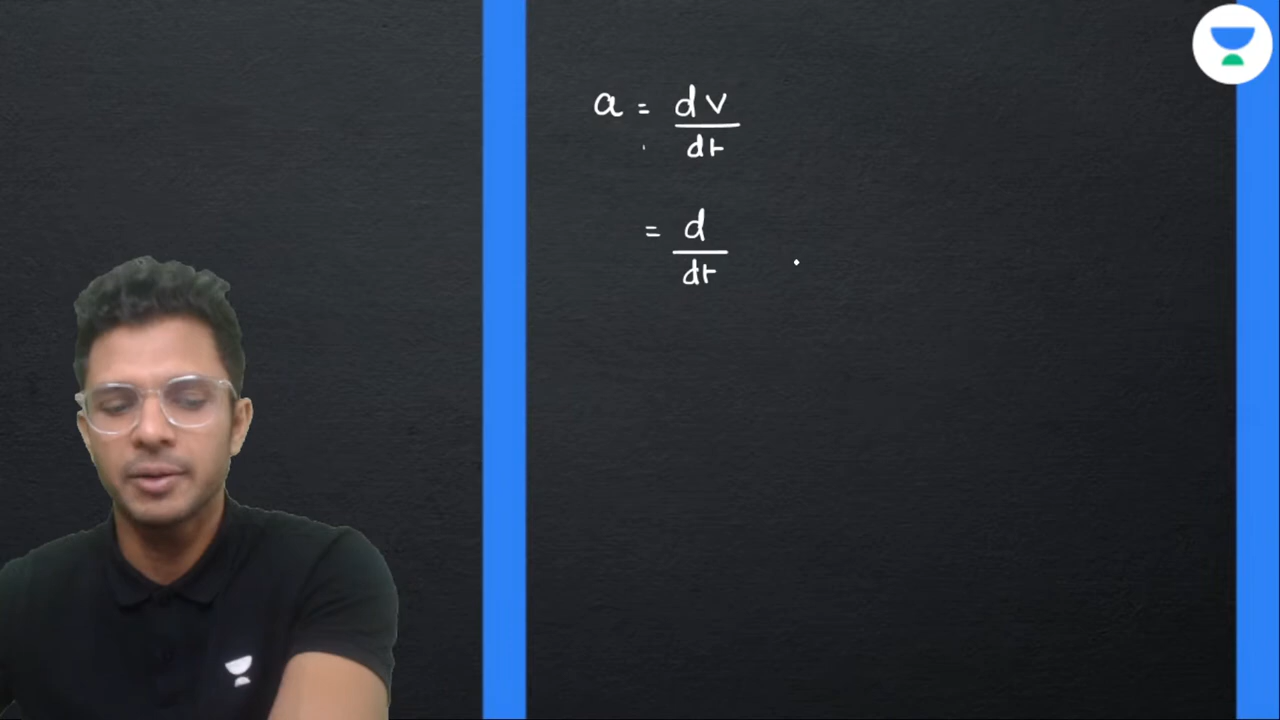 a = dv/dt
= d/dt